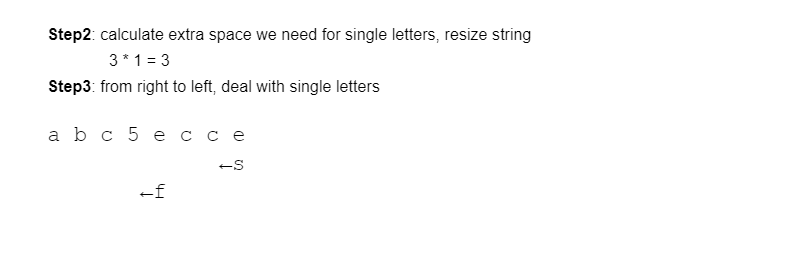 Step2: calculate extra space we need for single letters, resize string
3 * 1 = 3
Step3: from right to left, deal with single letters
a b c 5 e c c e
←s
←f